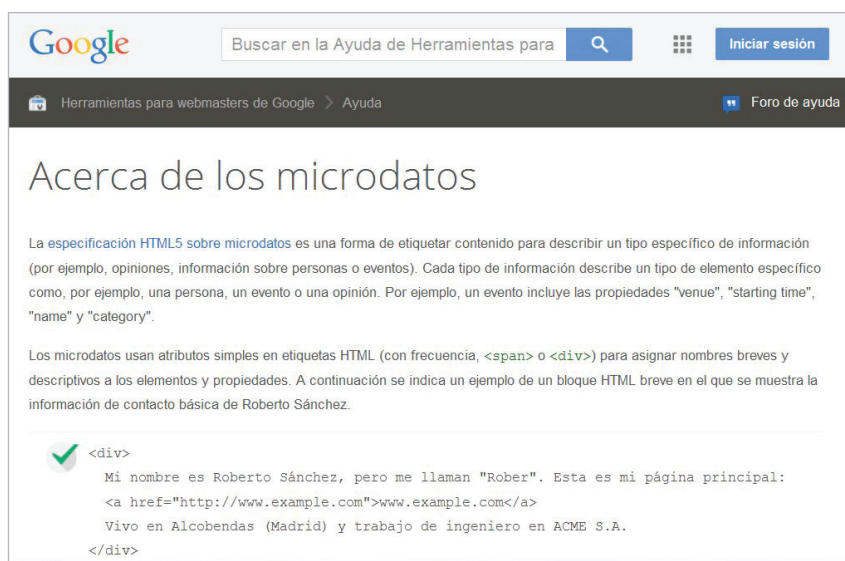 Google
Buscar en la Ayuda de Herramientas para
Iniciar sesión
Herramientas para webmasters de Google > Ayuda
Foro de ayuda
Acerca de los microdatos
La especificación HTML5 sobre microdatos es una forma de etiquetar contenido para describir un tipo específico de información
(por ejemplo, opiniones, información sobre personas o eventos). Cada tipo de información describe un tipo de elemento específico
como, por ejemplo, una persona, un evento o una opinión. Por ejemplo, un evento incluye las propiedades "venue", "starting time",
"name" y "category".
Los microdatos usan atributos simples en etiquetas HTML (con frecuencia, <span> o <div>) para asignar nombres breves y
descriptivos a los elementos y propiedades. A continuación se indica un ejemplo de un bloque HTML breve en el que se muestra la
información de contacto básica de Roberto Sánchez.
<div>
Mi nombre es Roberto Sánchez, pero me llaman "Rober". Esta es mi página principal:
<a href="http://www.example.com">www.example.com</a>
Vivo en Alcobendas (Madrid) y trabajo de ingeniero en ACME S.A.
</div>